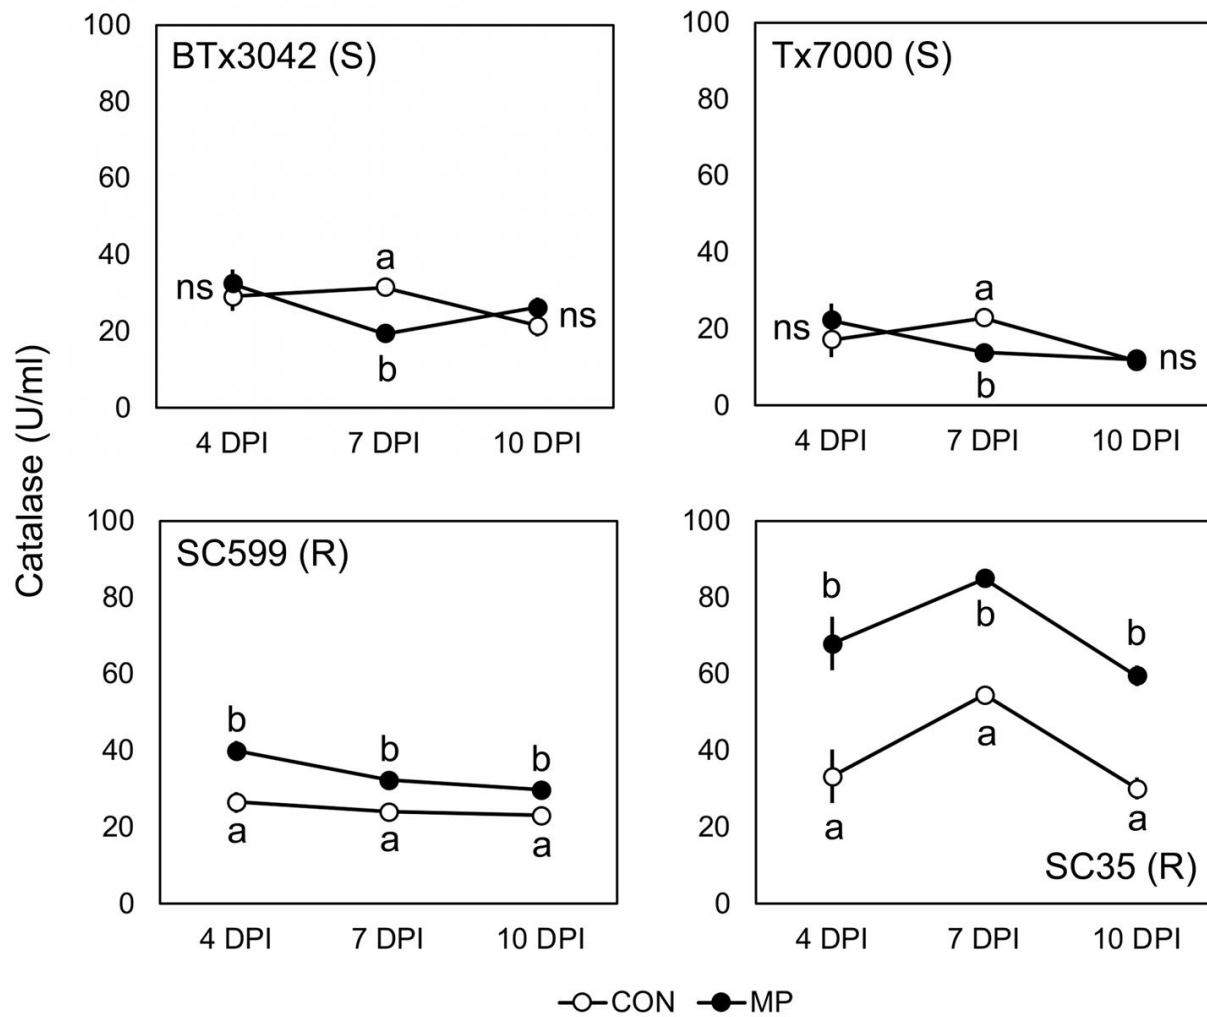 Catalase (U/ml)
BTx3042 (S)
100
80
60
40
20
0
ns
a
b
ns
4 DPI 7 DPI 10 DPI
Tx7000 (S)
100
80
60
40
20
0
ns
a
b
ns
4 DPI 7 DPI 10 DPI
SC599 (R)
100
80
60
40
20
0
b b b
a a a
4 DPI 7 DPI 10 DPI
100
80
60
40
20
0
b b b
a a a
SC35 (R)
4 DPI 7 DPI 10 DPI
CON MP